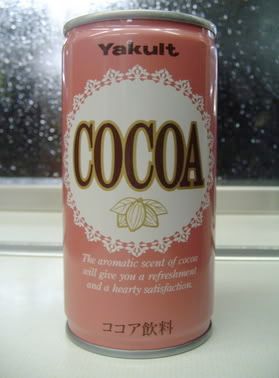 Yakult
COCOA
The aromatic scent of cocoa
will give you a refreshment
and a hearty satisfaction.
ココア飲料